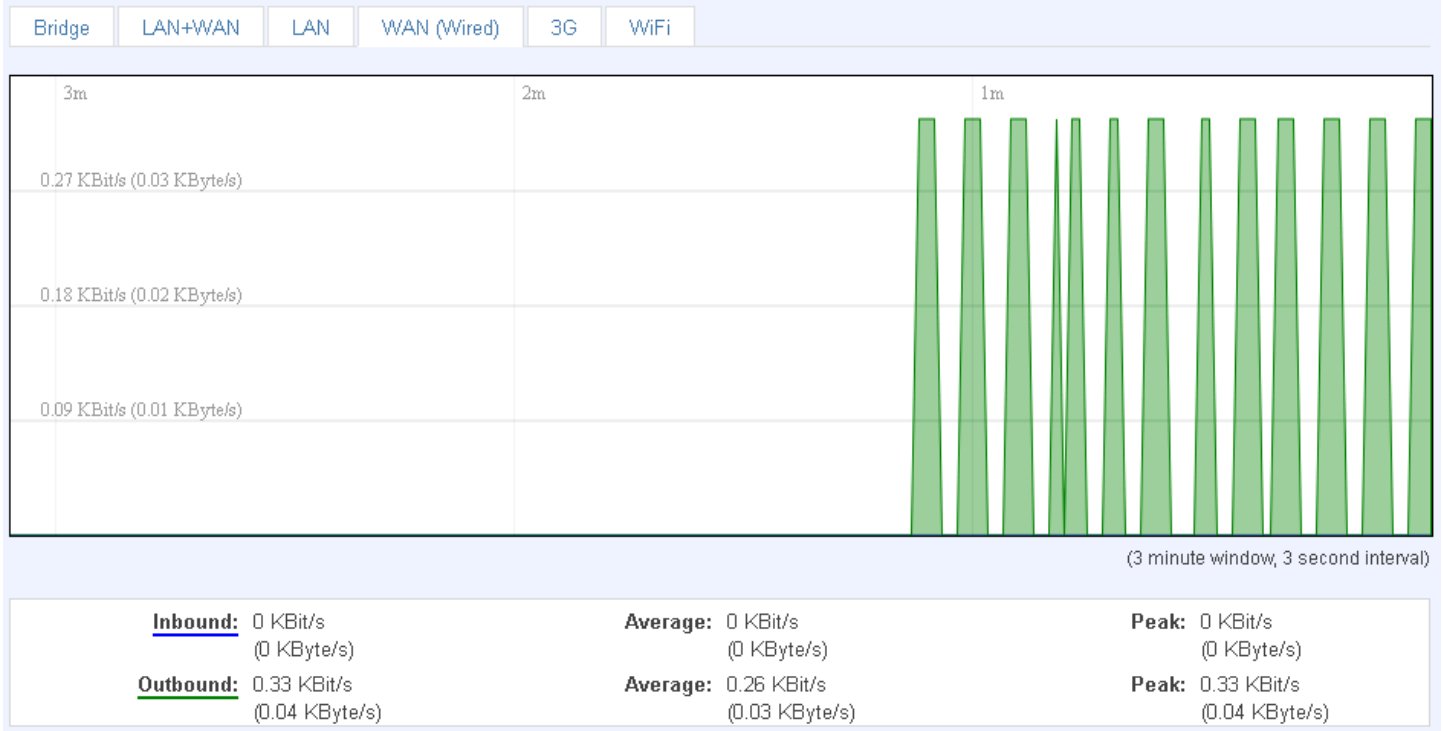 Bridge LAN+WAN LAN WAN (Wired) 3G WiFi
3m 2m 1m
0.27 KBit/s (0.03 KByte/s)
0.18 KBit/s (0.02 KByte/s)
0.09 KBit/s (0.01 KByte/s)
(3 minute window, 3 second interval)
Inbound: 0 KBit/s Average: 0 KBit/s Peak: 0 KBit/s
(0 KByte/s) (0 KByte/s) (0 KByte/s)
Outbound: 0.33 KBit/s Average: 0.26 KBit/s Peak: 0.33 KBit/s
(0.04 KByte/s) (0.03 KByte/s) (0.04 KByte/s)